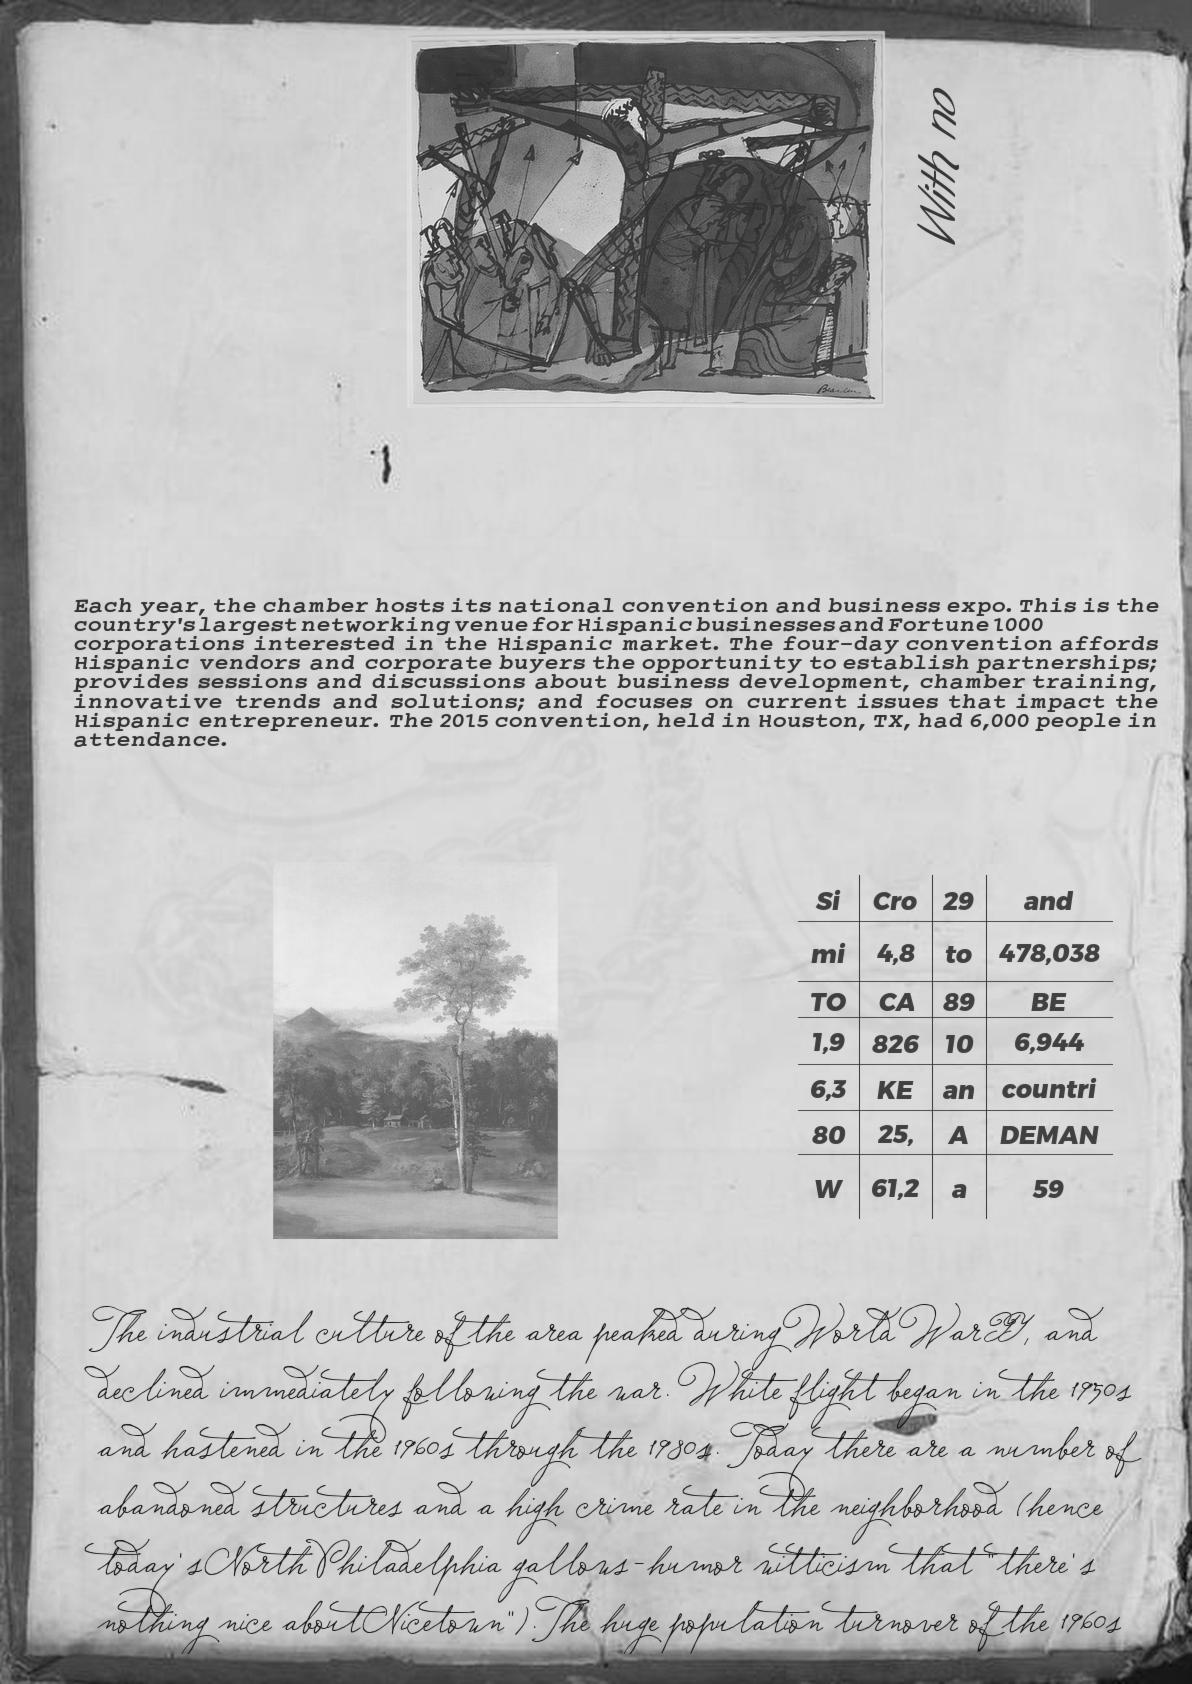 With no
Each year, the chamber hosts its national convention and business expo. This is the
country's largest networking venue for Hispanic businesses and Fortune 1000
corporations interested in the Hispanic market. The four-day convention affords
Hispanic vendors and corporate buyers the opportunity to establish partnerships;
provides sessions and discussions about business development, chamber training,
innovative trends and solutions; and focuses on current issues that impact the
Hispanic entrepreneur. The 2015 convention, held in Houston, TX, had 6,000 people in
attendance.
Si Cro 29 and
mi 4,8 to 478,038
TO CA 89 BE
1,9 826 10 6,944
6,3 KE an countri
80 25, A DEMAN
W 61,2 a 59
The industrial culture of the area peaked during World War II, and
declined immediately following the war. White flight began in the 1950s
and hastened in the 1960s through the 1980s. Today there are a number of
abandoned structures and a high crime rate in the neighborhood (hence
today's North Philadelphia gallows-humor witticism that "there's
nothing nice about Nicetown"). The huge population turnover of the 1960s